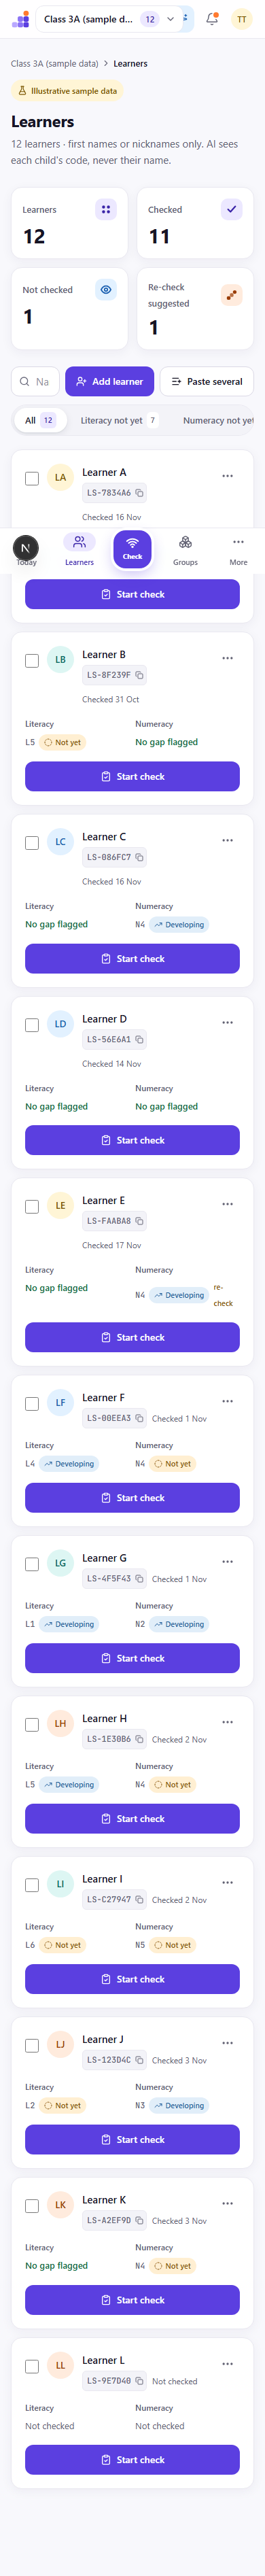 Class 3A (sample d... 12
TT
Class 3A (sample data) > Learners
Illustrative sample data
Learners
12 learners · first names or nicknames only. AI sees
each child's code, never their name.
Learners
12
Checked
11
Not checked
1
Re-check
suggested
1
Na
Add learner
Paste several
All 12
Literacy not yet 7
Numeracy not yet
LA
Learner A
LS-7834A6
Checked 16 Nov
N
Today
Learners
Check
Groups
More
Start check
LB
Learner B
LS-8F239F
Checked 31 Oct
Literacy
Numeracy
L5 Not yet
No gap flagged
Start check
LC
Learner C
LS-086FC7
Checked 16 Nov
Literacy
Numeracy
No gap flagged
N4 Developing
Start check
LD
Learner D
LS-56E6A1
Checked 14 Nov
Literacy
Numeracy
No gap flagged
No gap flagged
Start check
LE
Learner E
LS-FAABA8
Checked 17 Nov
Literacy
Numeracy
No gap flagged
N4 Developing
re-
check
Start check
LF
Learner F
LS-00EEA3
Checked 1 Nov
Literacy
Numeracy
L4 Developing
N4 Not yet
Start check
LG
Learner G
LS-4F5F43
Checked 1 Nov
Literacy
Numeracy
L1 Developing
N2 Developing
Start check
LH
Learner H
LS-1E30B6
Checked 2 Nov
Literacy
Numeracy
L5 Developing
N4 Not yet
Start check
LI
Learner I
LS-C27947
Checked 2 Nov
Literacy
Numeracy
L6 Not yet
N5 Not yet
Start check
LJ
Learner J
LS-123D4C
Checked 3 Nov
Literacy
Numeracy
L2 Not yet
N3 Developing
Start check
LK
Learner K
LS-A2EF9D
Checked 3 Nov
Literacy
Numeracy
No gap flagged
N4 Not yet
Start check
LL
Learner L
LS-9E7D40
Not checked
Literacy
Numeracy
Not checked
Not checked
Start check